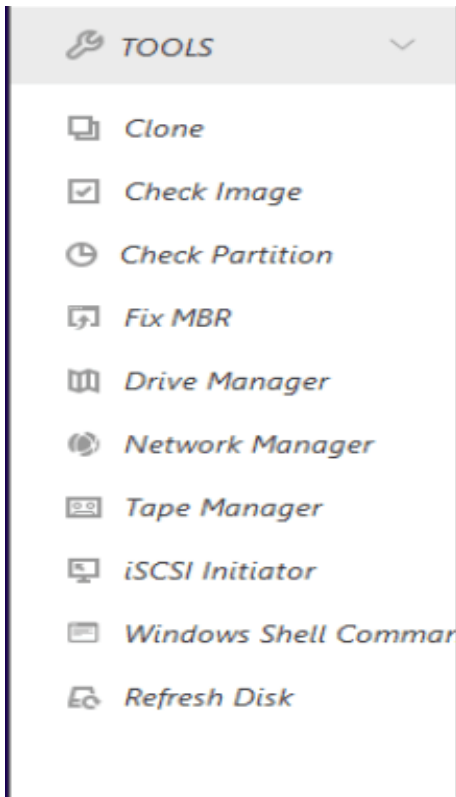 TOOLS
Clone
Check Image
Check Partition
Fix MBR
Drive Manager
Network Manager
Tape Manager
iSCSI Initiator
Windows Shell Commar
Refresh Disk